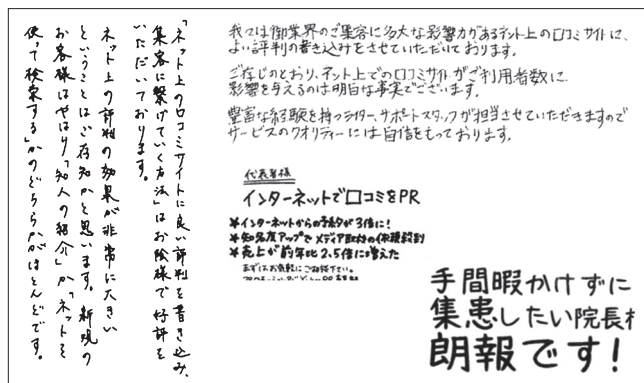 「ネット上の口コミサイトに良い評判を書き込み、
集客に繋げていく方法」はお陰様で好評を
いただいております。
ネット上の評判の効果が非常に大きい
ということはご存知かと思います。新規の
お客様はやはり「知人の紹介」か「ネットを
使って検索する」かのどちらかがほとんどです。
我々は御業界のご集客に多大な影響力があるネット上の口コミサイトに、
よい評判の書き込みをさせていただいております。
ご存じのとおり、ネット上での口コミサイトがご利用者数に
影響を与えるのは明白な事実でございます。
豊富な経験を持つライター、サポートスタッフが担当させていただきますので
サービスのクオリティーには自信をもっております。
代表者様
インターネットで口コミをPR
*インターネットからの予約が3倍に!
*知名度アップでメディア取材の依頼殺到
*売上が前年比2.5倍に増えた
まずはお気軽にご相談下さい。
手間暇かけずに
集患したい院長様
朗報です!